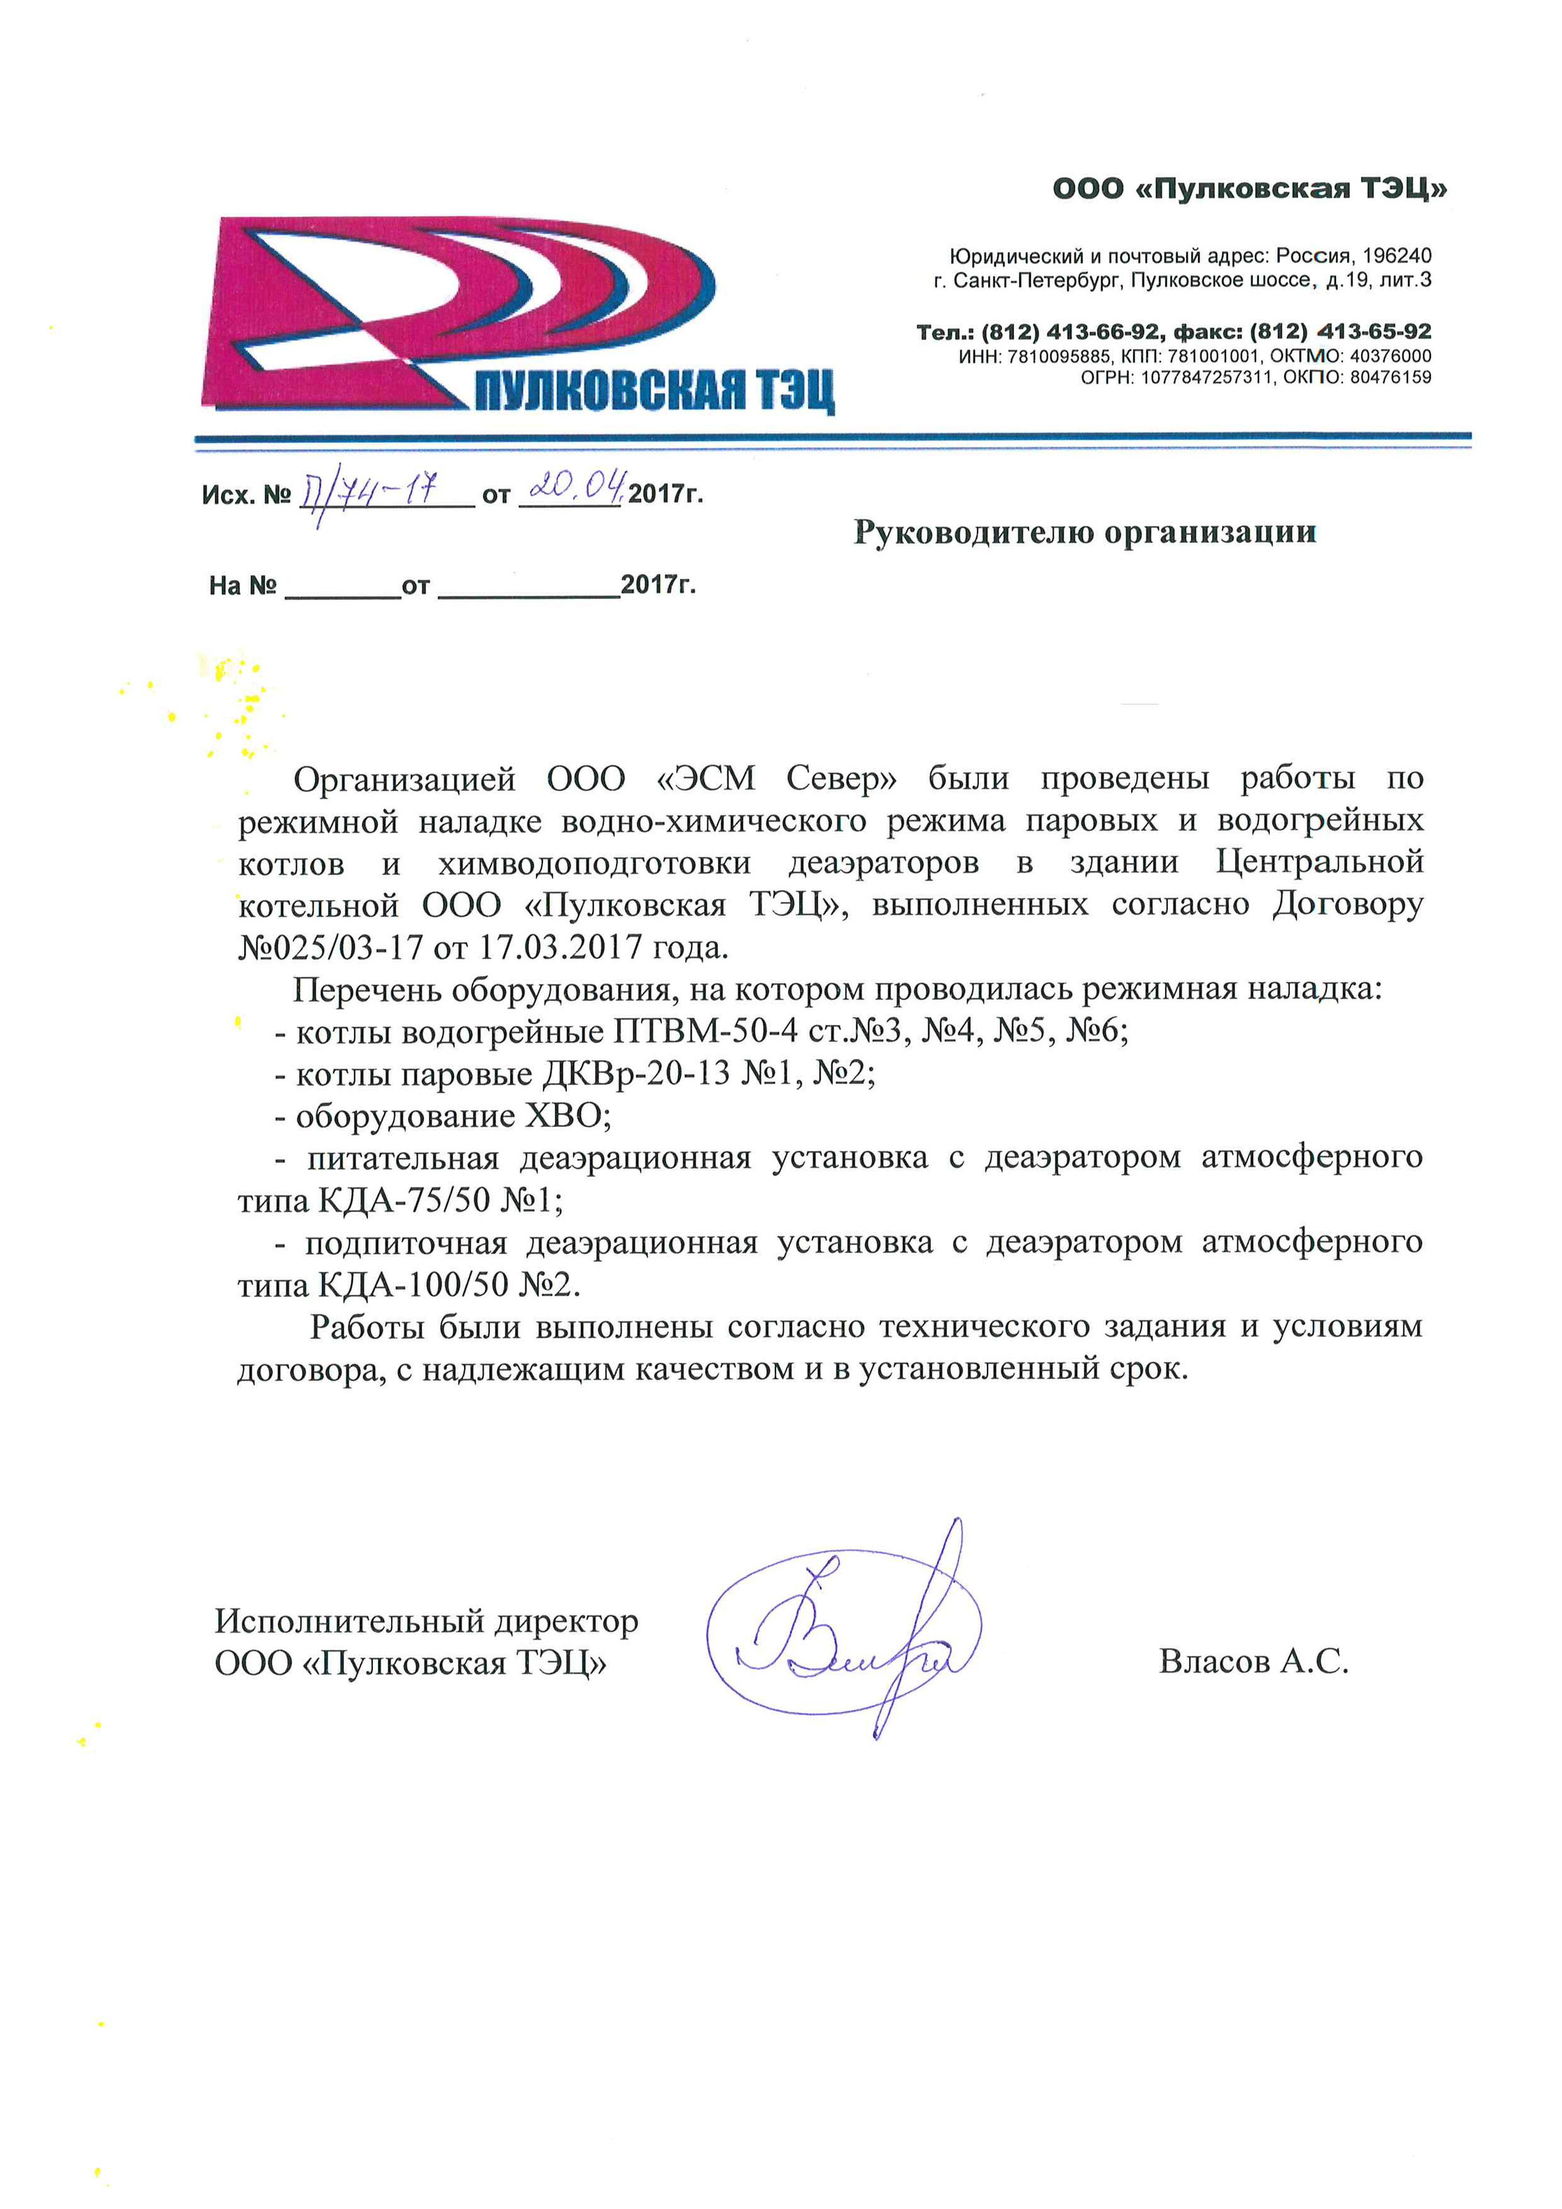 ООО «Пулковская ТЭЦ»
Юридический и почтовый адрес: Россия, 196240
г. Санкт-Петербург, Пулковское шоссе, д.19, лит.З
Тел.: (812) 413-66-92, факс: (812) 413-65-92
ИНН: 7810095885, КПП: 781001001, ОКТМО: 40376000
ОГРН: 1077847257311, ОКПО: 80476159
ПУЛКОВСКАЯ ТЭЦ
Исх. № П/74-17 от 20.04.2017г.
Руководителю организации
На № ________от ____________2017г.
Организацией ООО «ЭСМ Север» были проведены работы по
режимной наладке водно-химического режима паровых и водогрейных
котлов и химводоподготовки деаэраторов в здании Центральной
котельной ООО «Пулковская ТЭЦ», выполненных согласно Договору
№025/03-17 от 17.03.2017 года.
Перечень оборудования, на котором проводилась режимная наладка:
- котлы водогрейные ПТВМ-50-4 ст.№3, №4, №5, №6;
- котлы паровые ДКВр-20-13 №1, №2;
- оборудование ХВО;
- питательная деаэрационная установка с деаэратором атмосферного
типа КДА-75/50 №1;
- подпиточная деаэрационная установка с деаэратором атмосферного
типа КДА-100/50 №2.
Работы были выполнены согласно технического задания и условиям
договора, с надлежащим качеством и в установленный срок.
Исполнительный директор
ООО «Пулковская ТЭЦ»
Власов А.С.